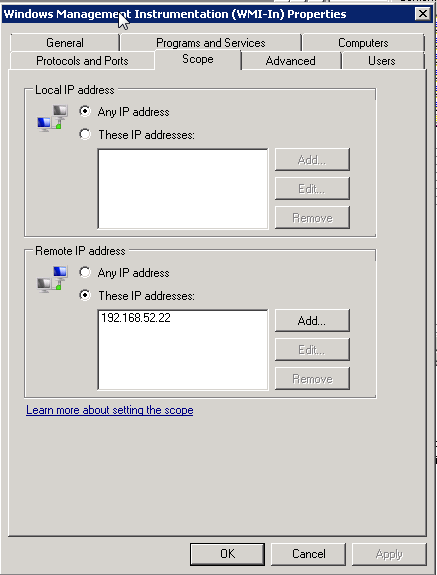 Windows Management Instrumentation (WMI-In) Properties
General
Programs and Services
Computers
Protocols and Ports
Scope
Advanced
Users
Local IP address
Any IP address
These IP addresses:
Add...
Edit...
Remove
Remote IP address
Any IP address
These IP addresses:
192.168.52.22
Add...
Edit...
Remove
Learn more about setting the scope
OK
Cancel
Apply